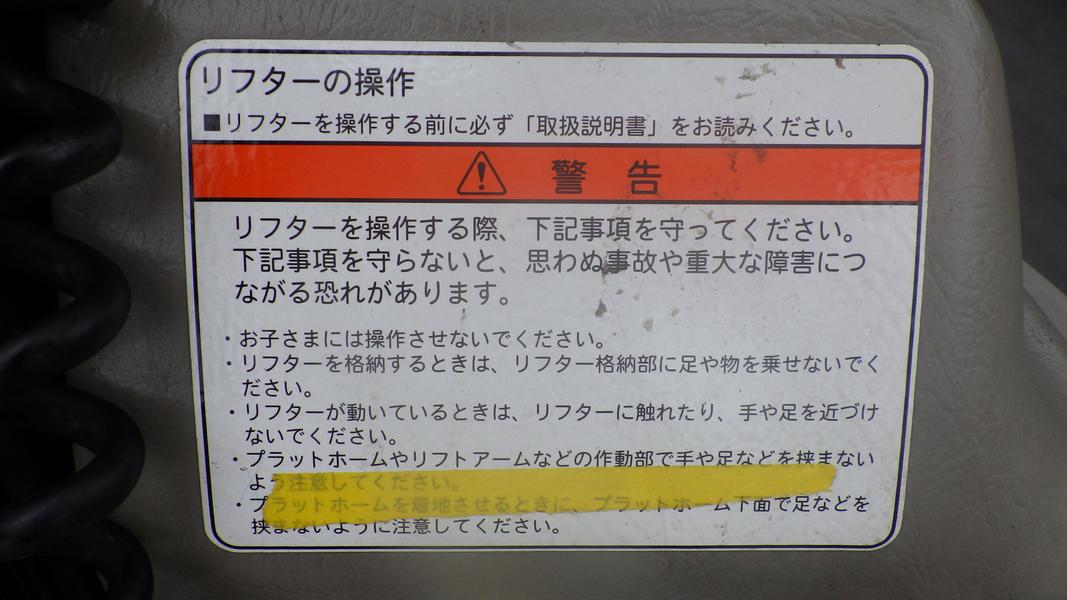 リフターの操作
■リフターを操作する前に必ず「取扱説明書」をお読みください。
警告
リフターを操作する際、下記事項を守ってください。
下記事項を守らないと、思わぬ事故や重大な障害につ
ながる恐れがあります。
・お子さまには操作させないでください。
・リフターを格納するときは、リフター格納部に足や物を乗せないでく
ださい。
・リフターが動いているときは、リフターに触れたり、手や足を近づけ
ないでください。
・プラットホームやリフトアームなどの作動部で手や足などを挟まない
よう注意してください。
・プラットホームを着地させるときに、プラットホーム下面で足などを
挟まないように注意してください。